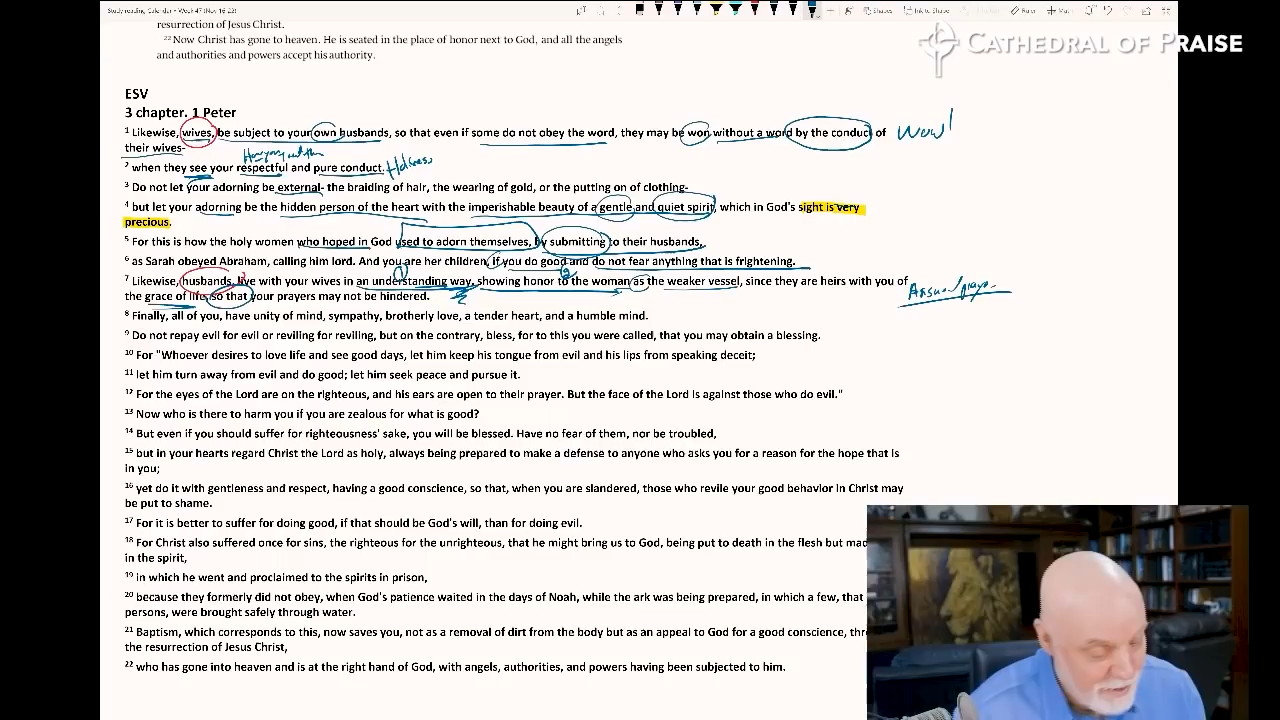 Study reading, Calendar - Week 47 (Nov 16-22)
Shapes
Ink to Shape
Ruler
Math
CATHEDRAL OF PRAISE
resurrection of Jesus Christ.
22 Now Christ has gone to heaven. He is seated in the place of honor next to God, and all the angels
and authorities and powers accept his authority.
ESV
3 chapter. 1 Peter
1 Likewise, wives, be subject to your own husbands, so that even if some do not obey the word, they may be won without a word by the conduct of
their wives-
wow!
2 when they see your respectful and pure conduct.
Holiness
3 Do not let your adorning be external- the braiding of hair, the wearing of gold, or the putting on of clothing-
4 but let your adorning be the hidden person of the heart with the imperishable beauty of a gentle and quiet spirit, which in God's sight is very
precious.
5 For this is how the holy women who hoped in God used to adorn themselves, by submitting to their husbands,
6 as Sarah obeyed Abraham, calling him lord. And you are her children, if you do good and do not fear anything that is frightening.
7 Likewise, husbands, live with your wives in an understanding way, showing honor to the woman as the weaker vessel, since they are heirs with you of
the grace of life, so that your prayers may not be hindered.
8 Finally, all of you, have unity of mind, sympathy, brotherly love, a tender heart, and a humble mind.
9 Do not repay evil for evil or reviling for reviling, but on the contrary, bless, for to this you were called, that you may obtain a blessing.
10 For "Whoever desires to love life and see good days, let him keep his tongue from evil and his lips from speaking deceit;
11 let him turn away from evil and do good; let him seek peace and pursue it.
12 For the eyes of the Lord are on the righteous, and his ears are open to their prayer. But the face of the Lord is against those who do evil."
13 Now who is there to harm you if you are zealous for what is good?
14 But even if you should suffer for righteousness' sake, you will be blessed. Have no fear of them, nor be troubled,
15 but in your hearts regard Christ the Lord as holy, always being prepared to make a defense to anyone who asks you for a reason for the hope that is
in you;
16 yet do it with gentleness and respect, having a good conscience, so that, when you are slandered, those who revile your good behavior in Christ may
be put to shame.
17 For it is better to suffer for doing good, if that should be God's will, than for doing evil.
18 For Christ also suffered once for sins, the righteous for the unrighteous, that he might bring us to God, being put to death in the flesh but mad
in the spirit,
19 in which he went and proclaimed to the spirits in prison,
20 because they formerly did not obey, when God's patience waited in the days of Noah, while the ark was being prepared, in which a few, that
persons, were brought safely through water.
21 Baptism, which corresponds to this, now saves you, not as a removal of dirt from the body but as an appeal to God for a good conscience, thr
the resurrection of Jesus Christ,
22 who has gone into heaven and is at the right hand of God, with angels, authorities, and powers having been subjected to him.